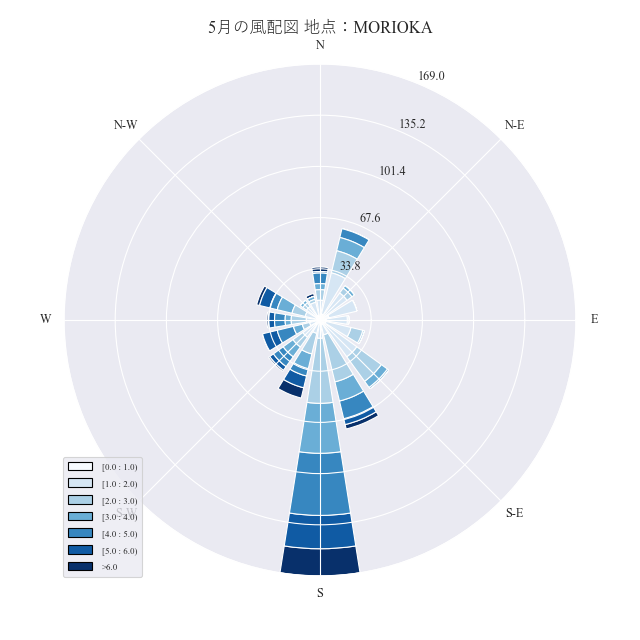 5月の風配図 地点：MORIOKA
N
169.0
N-W
135.2
N-E
101.4
67.6
33.8
W
E
[0.0 : 1.0)
[1.0 : 2.0)
[2.0 : 3.0)
[3.0 : 4.0)
[4.0 : 5.0)
[5.0 : 6.0)
>6.0
S-W
S-E
S